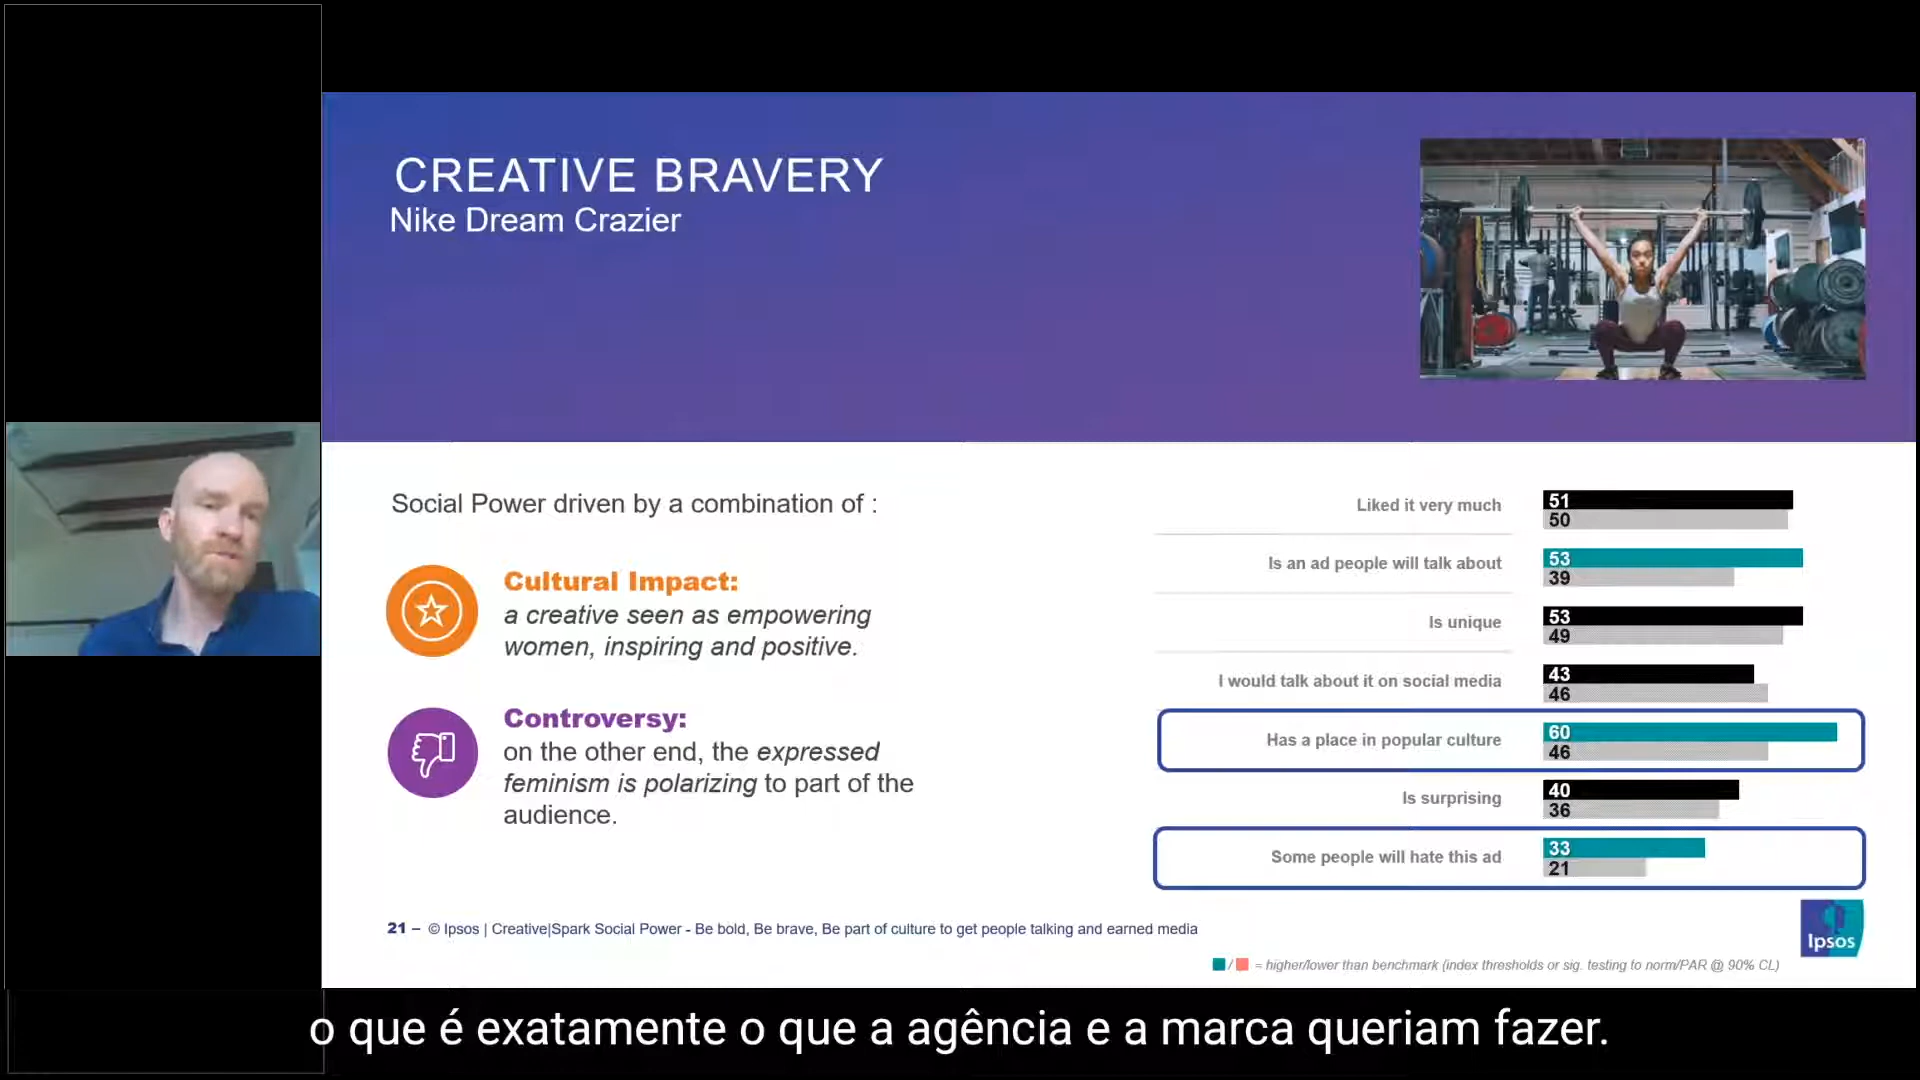 CREATIVE BRAVERY
Nike Dream Crazier
Social Power driven by a combination of :
Cultural Impact:
a creative seen as empowering
women, inspiring and positive.
Controversy:
on the other end, the expressed
feminism is polarizing to part of the
audience.
Liked it very much
51
50
Is an ad people will talk about
53
39
Is unique
53
49
I would talk about it on social media
43
46
Has a place in popular culture
60
46
Is surprising
40
36
Some people will hate this ad
33
21
21 – © Ipsos | Creative|Spark Social Power - Be bold, Be brave, Be part of culture to get people talking and earned media
Ipsos
/ = higher/lower than benchmark (index thresholds or sig. testing to norm/PAR @ 90% CL)
o que é exatamente o que a agência e a marca queriam fazer.